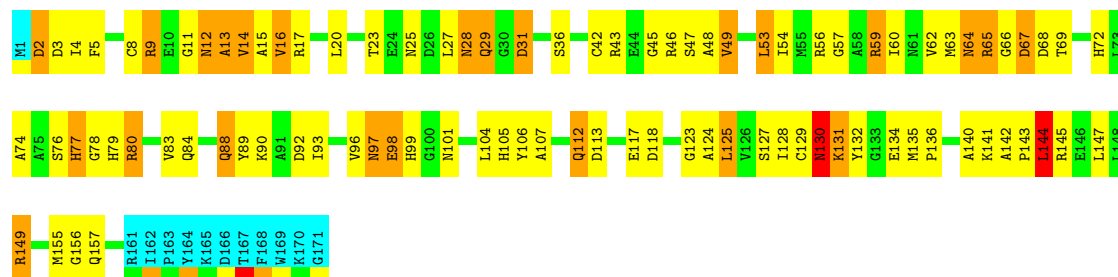 M1 D2 D3 I4 F5 C8 R9 E10 G11 N12 A13 V14 A15 V16 R17 L20 T23 E24 N25 D26 L27 N28 Q29 G30 D31 S36 C42 R43 E44 G45 R46 S47 A48 V49 L53 I54 M55 R56 G57 A58 R59 I60 N61 V62 M63 N64 R65 G66 D67 D68 T69 H72 I73
A74 A75 S76 H77 G78 H79 R80 V83 Q84 Q88 Y89 K90 A91 D92 I93 V96 N97 E98 H99 G100 N101 L104 H105 Y106 A107 Q112 D113 E117 D118 G123 A124 L125 V126 S127 I128 C129 N130 K131 Y132 G133 E134 M135 P136 A140 K141 A142 P143 L144 R145 E146 L147 L148
R149 M155 G156 Q157 R161 I162 P163 Y164 K165 D166 T167 F168 W169 K170 G171